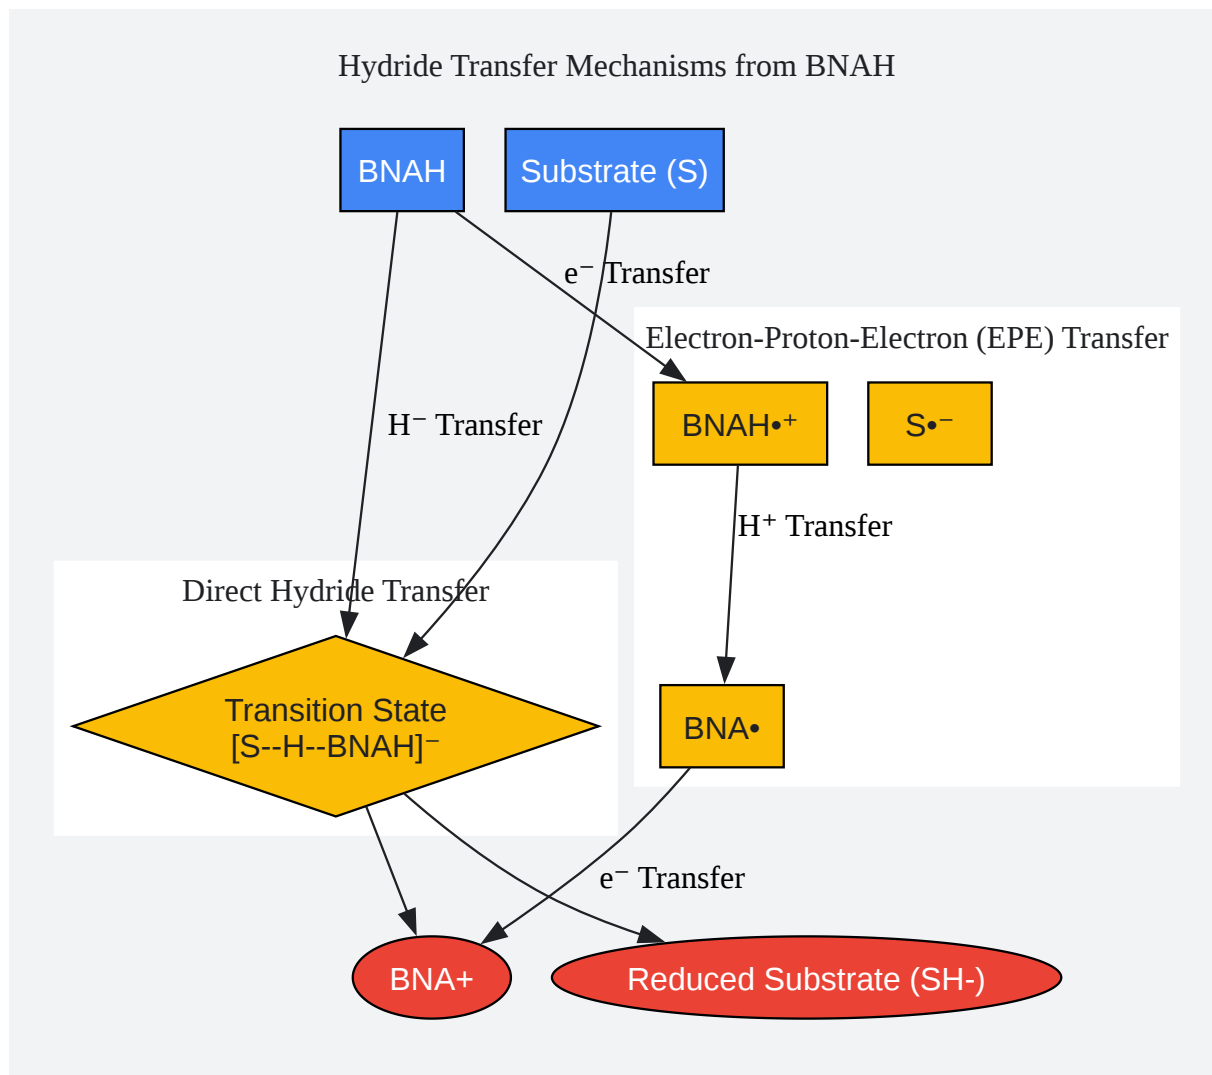 Hydride Transfer Mechanisms from BNAH
BNAH
Substrate (S)
e⁻ Transfer
Electron-Proton-Electron (EPE) Transfer
BNAH•⁺
S•⁻
H⁻ Transfer
H⁺ Transfer
Direct Hydride Transfer
Transition State
[S--H--BNAH]⁻
BNA•
e⁻ Transfer
BNA+
Reduced Substrate (SH-)